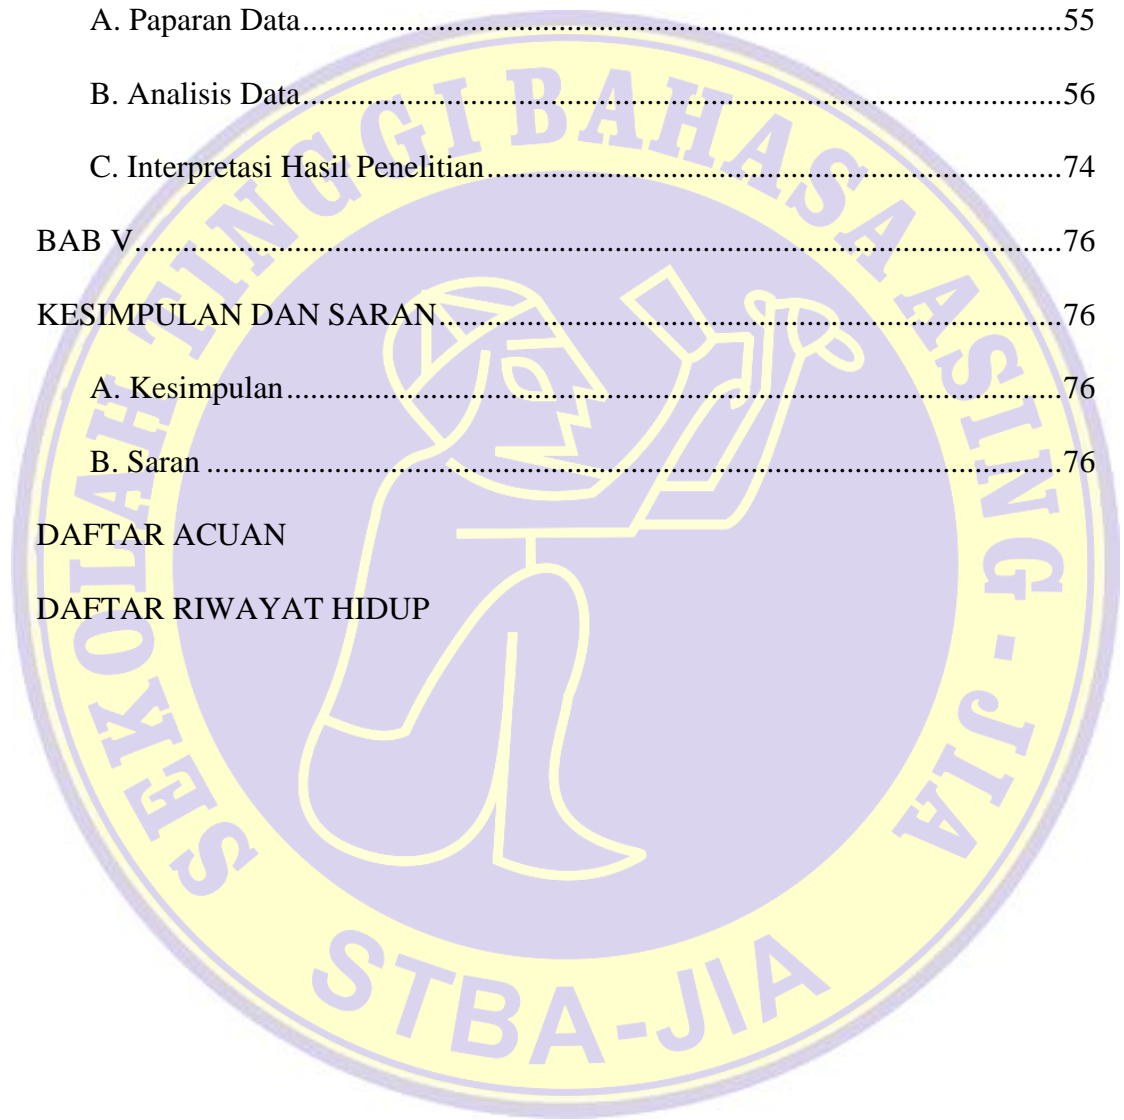 A. Paparan Data................................................................................................55
B. Analisis Data................................................................................................56
C. Interpretasi Hasil Penelitian.........................................................................74
BAB V.....................................................................................................................76
KESIMPULAN DAN SARAN...............................................................................76
A. Kesimpulan..................................................................................................76
B. Saran............................................................................................................76
DAFTAR ACUAN
DAFTAR RIWAYAT HIDUP
SEKOLAH TINGGI BAHASA ASING - JIA
STBA-JIA